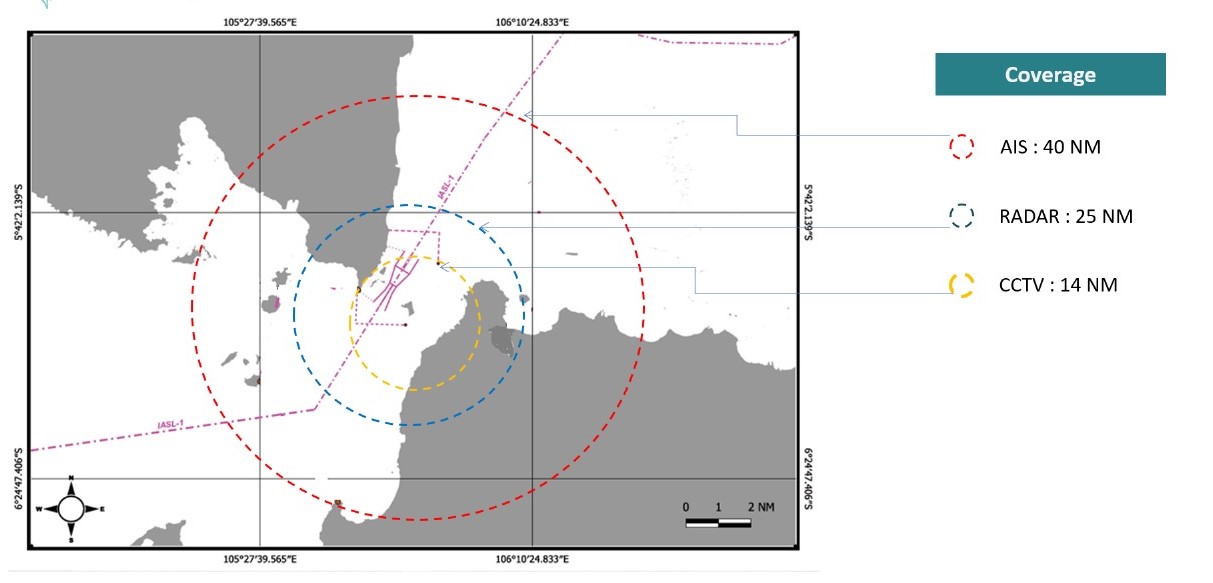 105°27'39.565"E
106°10'24.833"E
Coverage
AIS : 40 NM
IASL-1
5°42'2.139"S
5°42'2.139"S
RADAR : 25 NM
CCTV : 14 NM
IASL-1
6°24'47.406"S
6°24'47.406"S
N
W
E
S
0 1 2 NM
105°27'39.565"E
106°10'24.833"E